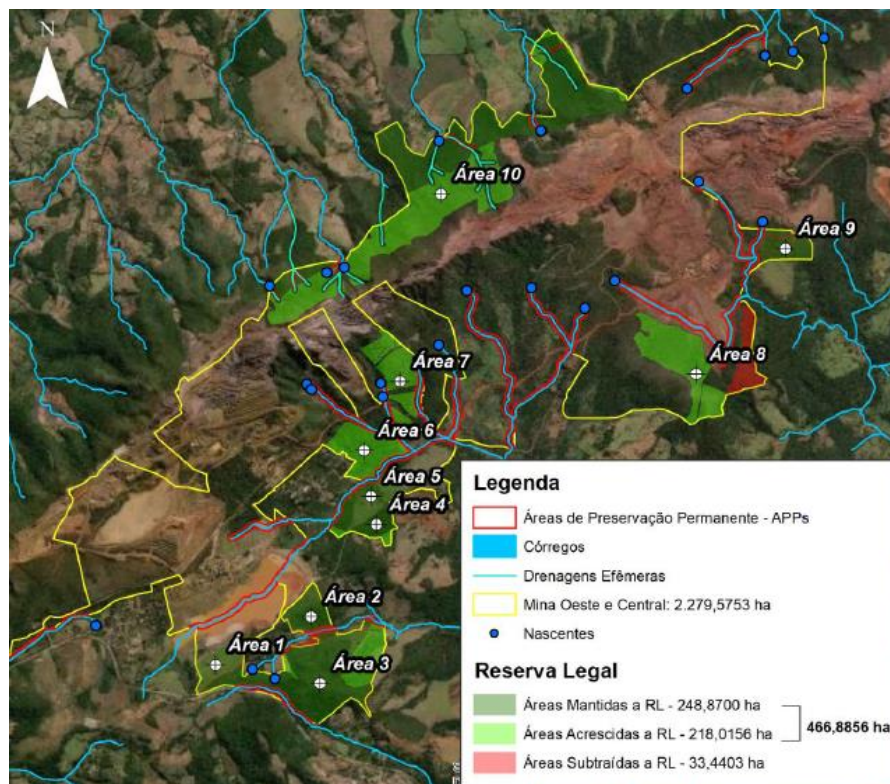 N
Área 10
Área 9
Área 8
Área 7
Área 6
Área 5
Área 4
Área 2
Área 1
Área 3
Legenda
Áreas de Preservação Permanente - APPs
Córregos
Drenagens Efêmeras
Mina Oeste e Central: 2.279,5753 ha
Nascentes
Reserva Legal
Áreas Mantidas a RL - 248,8700 ha
Áreas Acrescidas a RL - 218,0156 ha
466,8856 ha
Áreas Subtraídas a RL - 33,4403 ha